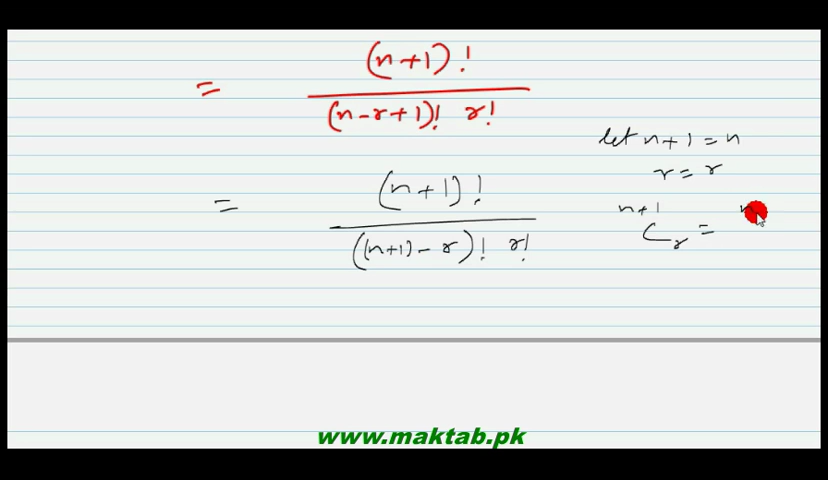 = (n+1)! / (n-r+1)! r!
let n+1 = n
r = r
= (n+1)! / ((n+1)-r)! r!
n+1
C r =
www.maktab.pk